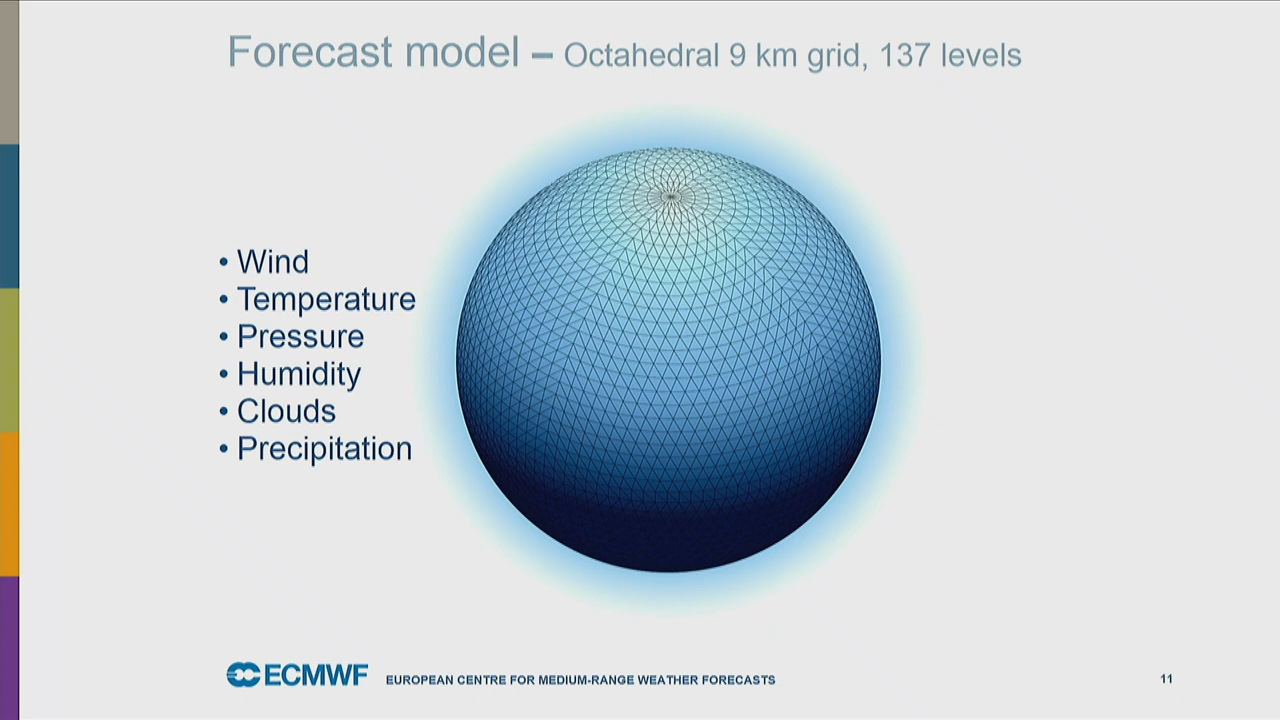 Forecast model – Octahedral 9 km grid, 137 levels
• Wind
• Temperature
• Pressure
• Humidity
• Clouds
• Precipitation
ECMWF EUROPEAN CENTRE FOR MEDIUM-RANGE WEATHER FORECASTS
11